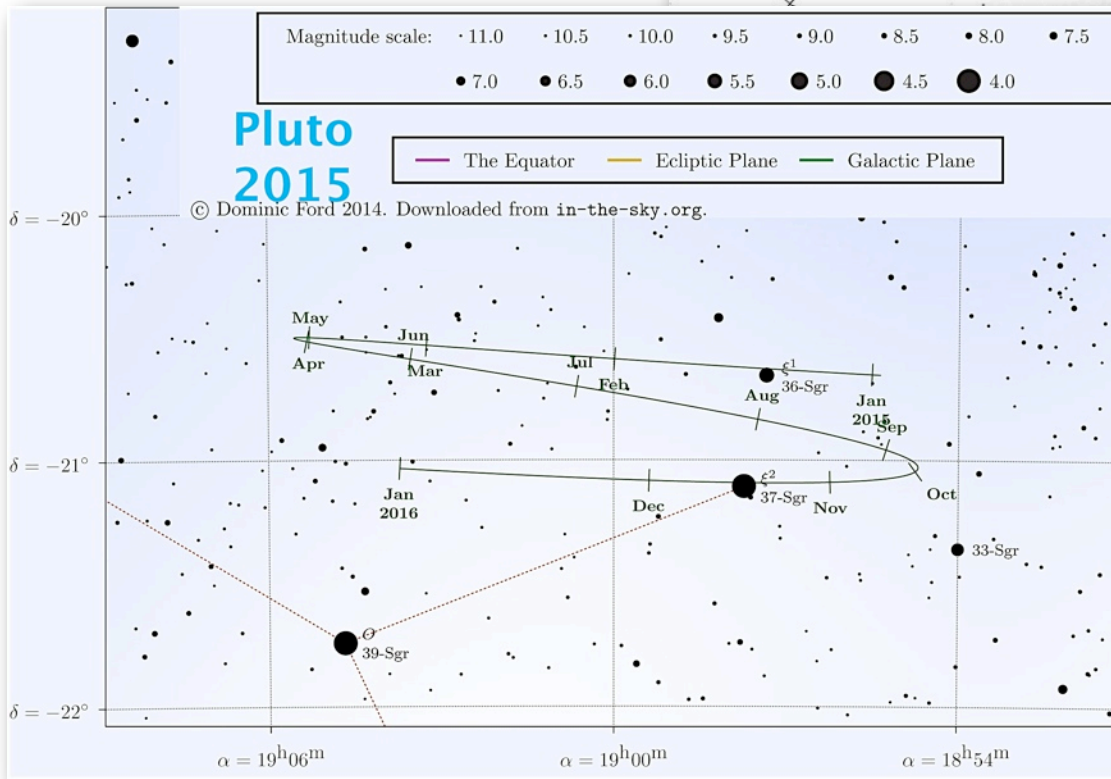 Magnitude scale: · 11.0 · 10.5 · 10.0 · 9.5 · 9.0 · 8.5 · 8.0 · 7.5
7.0 6.5 6.0 5.5 5.0 4.5 4.0
Pluto
2015
The Equator Ecliptic Plane Galactic Plane
© Dominic Ford 2014. Downloaded from in-the-sky.org.
δ = −20°
May
Jun
Apr
Mar
Jul
Feb
ξ1
36-Sgr
Aug
Jan
2015
Sep
δ = −21°
Jan
2016
Dec
ξ2
37-Sgr
Nov
Oct
33-Sgr
O
39-Sgr
δ = −22°
α = 19h06m α = 19h00m α = 18h54m